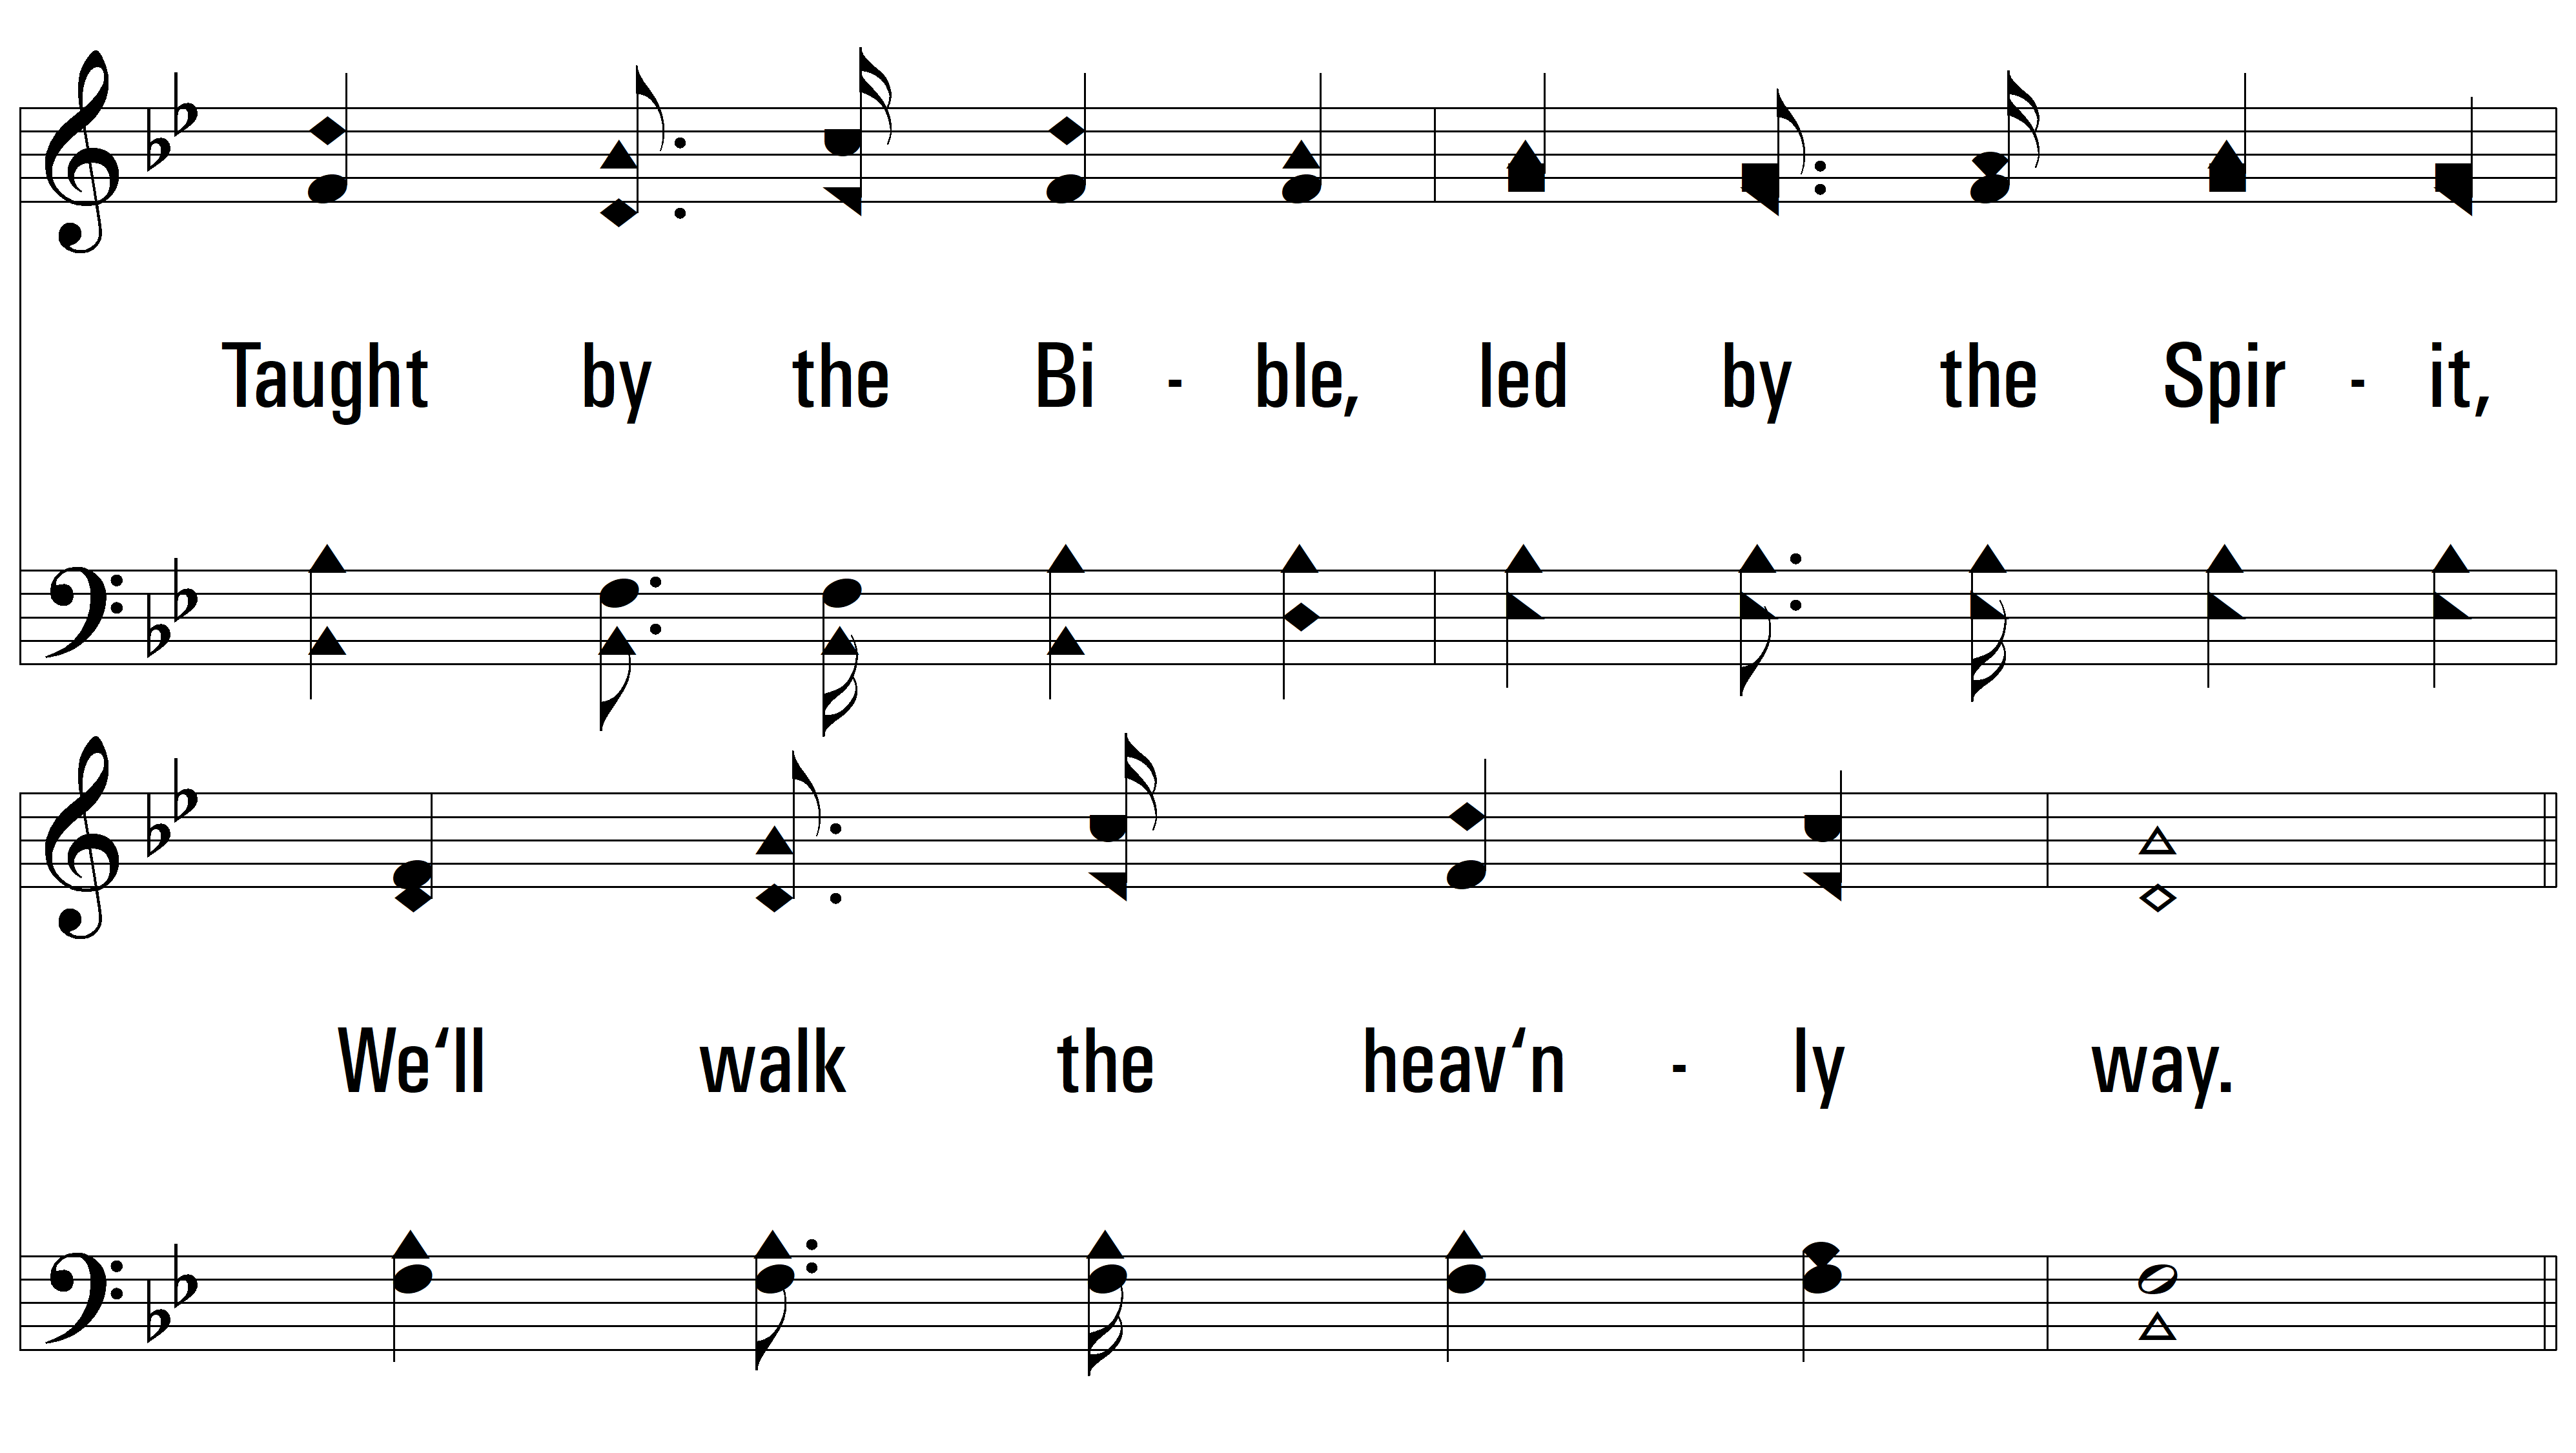 Taught by the Bi - ble, led by the Spir - it,
We‘ll walk the heav‘n - ly way.